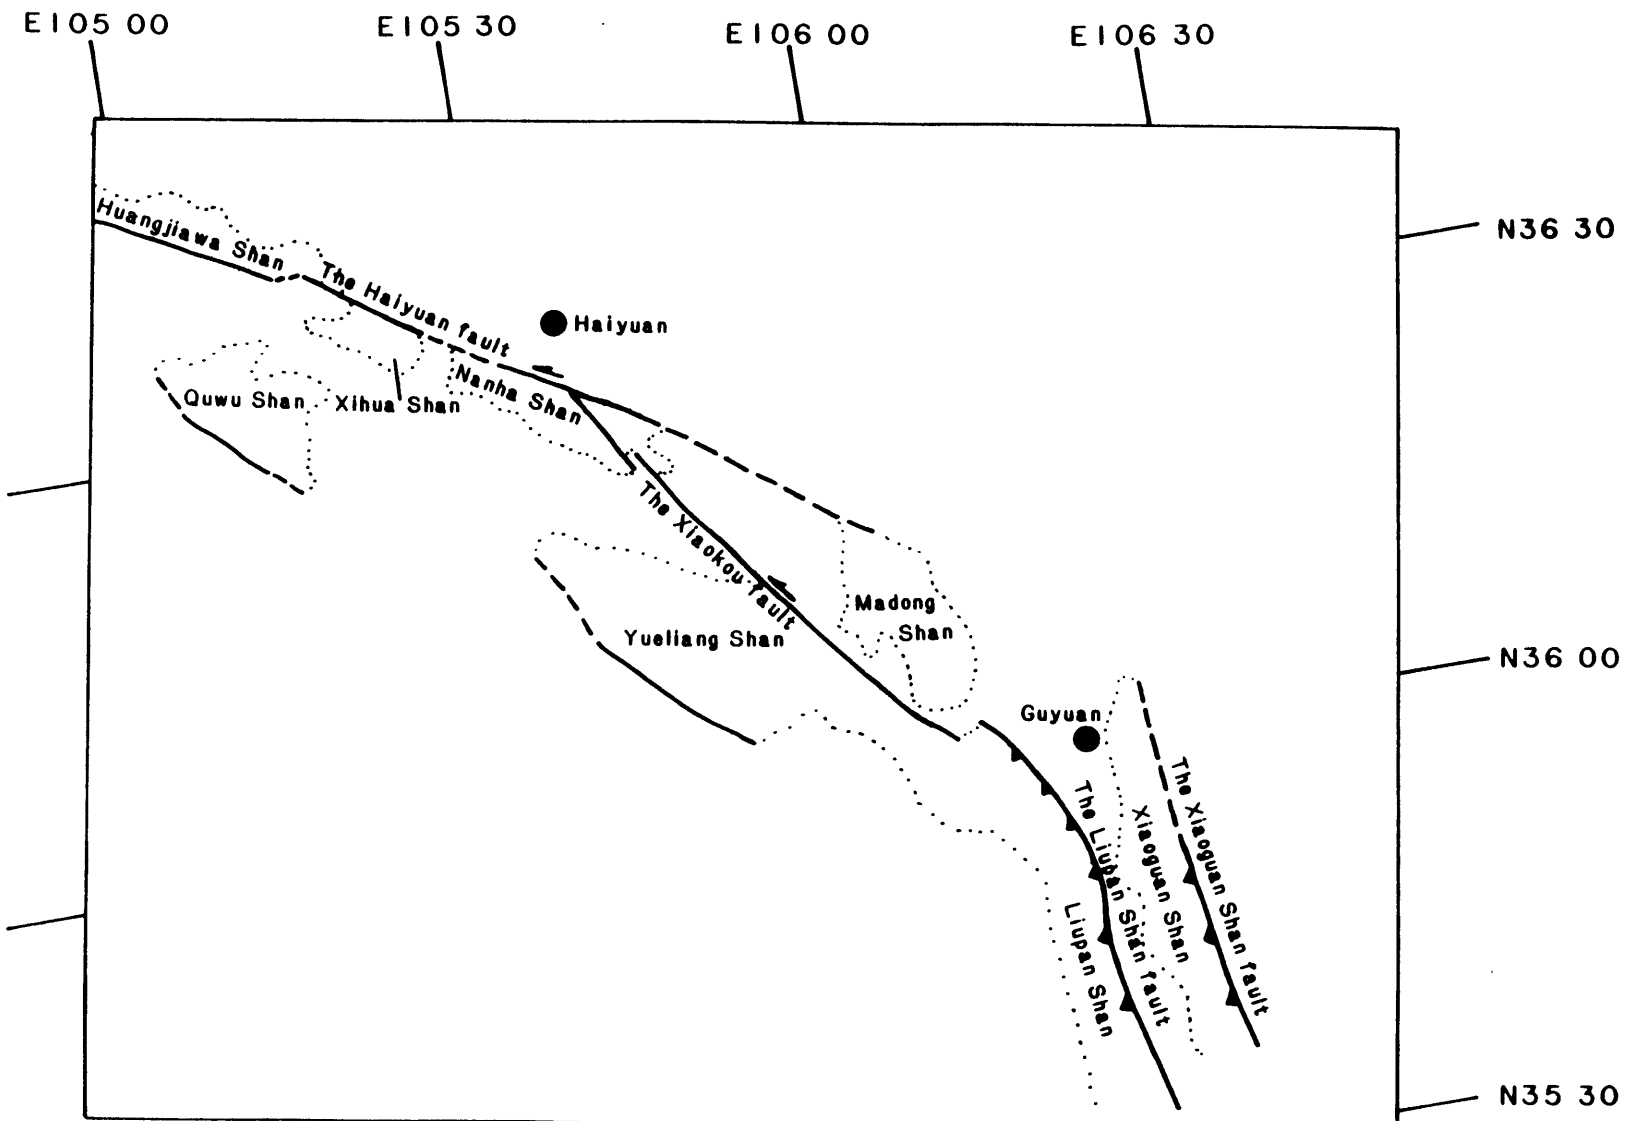 E105 00
E105 30
E106 00
E106 30
N36 30
Huangjiawa Shan
The Haiyuan fault
Haiyuan
Nanha Shan
Quwu Shan
Xihua Shan
The Xiaokou fault
Madong
Shan
Yueliang Shan
N36 00
Guyuan
The Xiaoguan Shan fault
The Liupan Shan fault
Xiaoguan Shan
Liupan Shan
N35 30